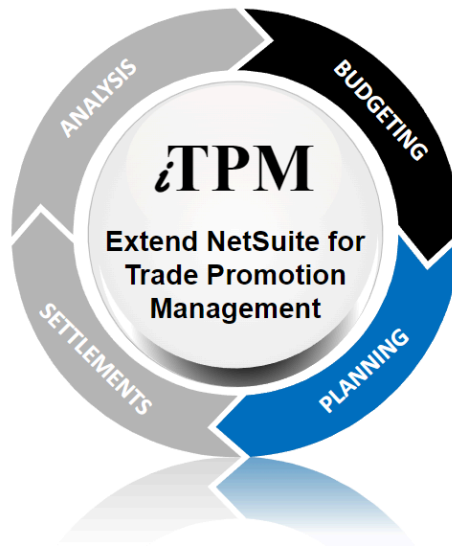 ANALYSIS
BUDGETING
iTPM
Extend NetSuite for
Trade Promotion
Management
SETTLEMENTS
PLANNING